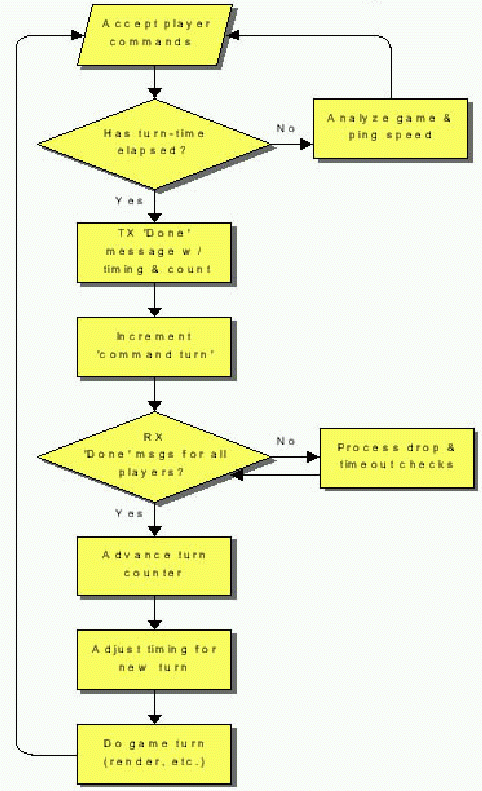 Accept player
commands
Has turn-time
elapsed?
No
Analyze game &
ping speed
Yes
TX 'Done'
message w/
timing & count
Increment
'command turn'
RX
'Done' msgs for all
players?
No
Process drop &
timeout checks
Yes
Advance turn
counter
Adjust timing for
new turn
Do game turn
(render, etc.)